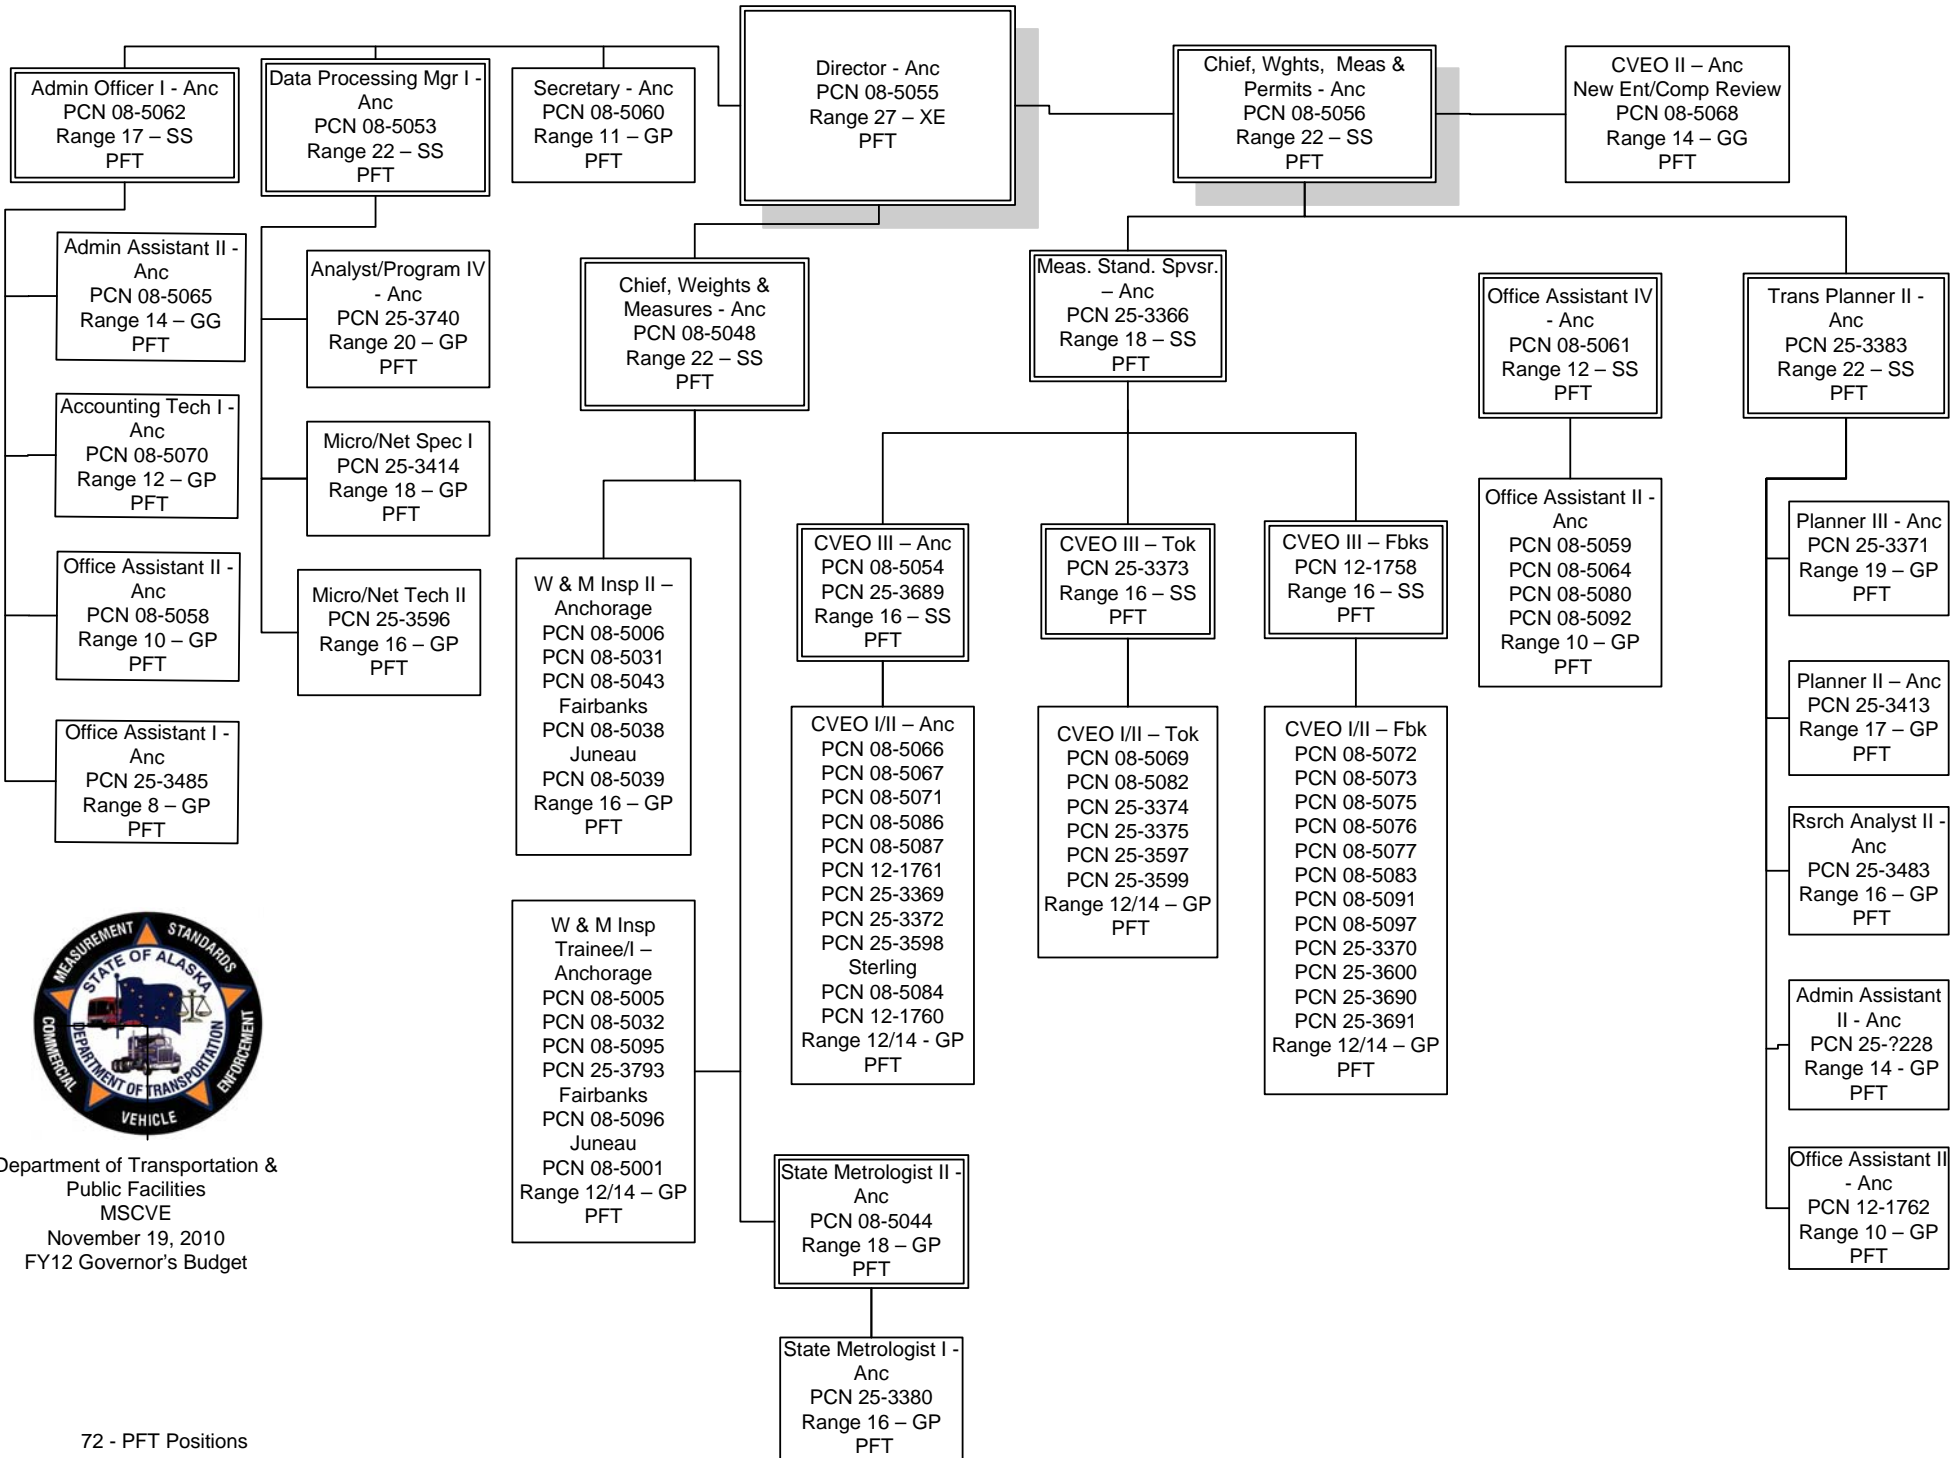 Director - Anc
PCN 08-5055
Range 27 – XE
PFT
Admin Officer I - Anc
PCN 08-5062
Range 17 – SS
PFT
Data Processing Mgr I -
Anc
PCN 08-5053
Range 22 – SS
PFT
Secretary - Anc
PCN 08-5060
Range 11 – GP
PFT
Chief, Wghts, Meas &
Permits - Anc
PCN 08-5056
Range 22 – SS
PFT
CVEO II – Anc
New Ent/Comp Review
PCN 08-5068
Range 14 – GG
PFT
Admin Assistant II -
Anc
PCN 08-5065
Range 14 – GG
PFT
Accounting Tech I -
Anc
PCN 08-5070
Range 12 – GP
PFT
Office Assistant II -
Anc
PCN 08-5058
Range 10 – GP
PFT
Office Assistant I -
Anc
PCN 25-3485
Range 8 – GP
PFT
Analyst/Program IV
- Anc
PCN 25-3740
Range 20 – GP
PFT
Micro/Net Spec I
PCN 25-3414
Range 18 – GP
PFT
Micro/Net Tech II
PCN 25-3596
Range 16 – GP
PFT
Chief, Weights &
Measures - Anc
PCN 08-5048
Range 22 – SS
PFT
W & M Insp II –
Anchorage
PCN 08-5006
PCN 08-5031
PCN 08-5043
Fairbanks
PCN 08-5038
Juneau
PCN 08-5039
Range 16 – GP
PFT
W & M Insp
Trainee/I –
Anchorage
PCN 08-5005
PCN 08-5032
PCN 08-5095
PCN 25-3793
Fairbanks
PCN 08-5096
Juneau
PCN 08-5001
Range 12/14 – GP
PFT
State Metrologist II -
Anc
PCN 08-5044
Range 18 – GP
PFT
State Metrologist I -
Anc
PCN 25-3380
Range 16 – GP
PFT
Meas. Stand. Spvsr.
– Anc
PCN 25-3366
Range 18 – SS
PFT
CVEO III – Anc
PCN 08-5054
PCN 25-3689
Range 16 – SS
PFT
CVEO I/II – Anc
PCN 08-5066
PCN 08-5067
PCN 08-5071
PCN 08-5086
PCN 08-5087
PCN 12-1761
PCN 25-3369
PCN 25-3372
PCN 25-3598
Sterling
PCN 08-5084
PCN 12-1760
Range 12/14 - GP
PFT
CVEO III – Tok
PCN 25-3373
Range 16 – SS
PFT
CVEO I/II – Tok
PCN 08-5069
PCN 08-5082
PCN 25-3374
PCN 25-3375
PCN 25-3597
PCN 25-3599
Range 12/14 – GP
PFT
CVEO III – Fbks
PCN 12-1758
Range 16 – SS
PFT
CVEO I/II – Fbk
PCN 08-5072
PCN 08-5073
PCN 08-5075
PCN 08-5076
PCN 08-5077
PCN 08-5083
PCN 08-5091
PCN 08-5097
PCN 25-3370
PCN 25-3600
PCN 25-3690
PCN 25-3691
Range 12/14 – GP
PFT
Office Assistant IV
- Anc
PCN 08-5061
Range 12 – SS
PFT
Office Assistant II -
Anc
PCN 08-5059
PCN 08-5064
PCN 08-5080
PCN 08-5092
Range 10 – GP
PFT
Trans Planner II -
Anc
PCN 25-3383
Range 22 – SS
PFT
Planner III - Anc
PCN 25-3371
Range 19 – GP
PFT
Planner II – Anc
PCN 25-3413
Range 17 – GP
PFT
Rsrch Analyst II -
Anc
PCN 25-3483
Range 16 – GP
PFT
Admin Assistant
II - Anc
PCN 25-?228
Range 14 - GP
PFT
Office Assistant II
- Anc
PCN 12-1762
Range 10 – GP
PFT
MEASUREMENT STANDARDS
COMMERCIAL VEHICLE ENFORCEMENT
STATE OF ALASKA
DEPARTMENT OF TRANSPORTATION
Department of Transportation &
Public Facilities
MSCVE
November 19, 2010
FY12 Governor's Budget
72 - PFT Positions